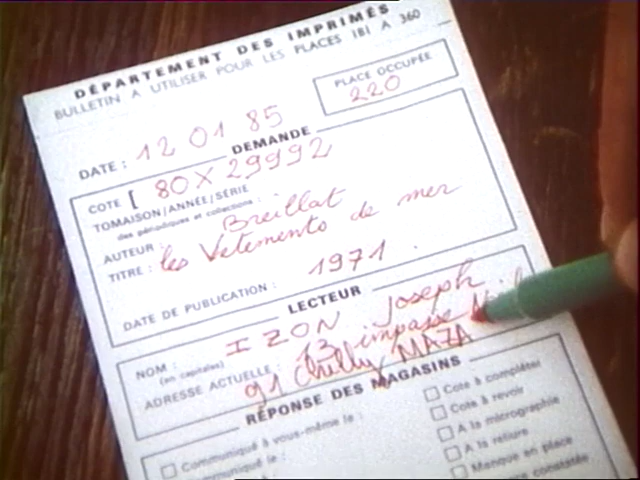 DÉPARTEMENT DES IMPRIMÉS
BULLETIN A UTILISER POUR LES PLACES 181 A 360
PLACE OCCUPÉE
220
DATE : 12 01 85
DEMANDE
COTE [ 80 X 29992
TOMAISON/ANNÉE/SÉRIE
des périodiques et collections :
AUTEUR : Breillat
TITRE : les Vetements de mer
DATE DE PUBLICATION : 1971
LECTEUR
NOM : IZON Joseph
(en capitales)
ADRESSE ACTUELLE : 13 impasse
91 Chilly MAZA
RÉPONSE DES MAGASINS
Communiqué à vous-même le :
mmuniqué le :
Cote à compléter
Cote à revoir
A la micrographie
A la reliure
Manque en place
constatée